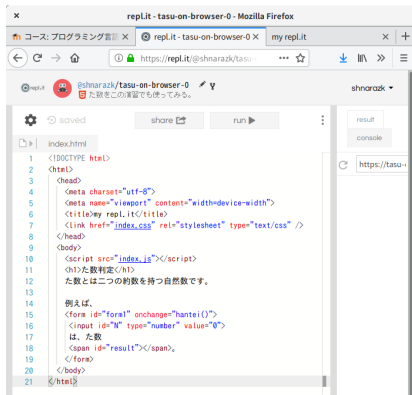 repl.it - tasu-on-browser-0 - Mozilla Firefox
コース: プログラミング言
repl.it - tasu-on-browser-0
my repl.it
https://repl.it/@shnarazk/tasu-
repl.it
@shnarazk/tasu-on-browser-0
た数をこの演習でも使ってみる。
shnarazk
saved
share
run
result
console
index.html
https://tasu-
1 <!DOCTYPE html>
2 <html>
3 <head>
4 <meta charset="utf-8">
5 <meta name="viewport" content="width=device-width">
6 <title>my repl.it</title>
7 <link href="index.css" rel="stylesheet" type="text/css" />
8 </head>
9 <body>
10 <script src="index.js"></script>
11 <h1>た数判定</h1>
12 た数とは二つの約数を持つ自然数です。
13
14 例えば、
15 <form id="form1" onchange="hantei()">
16 <input id="N" type="number" value="0">
17 は、た数
18 <span id="result"></span>。
19 </form>
20 </body>
21 </html>